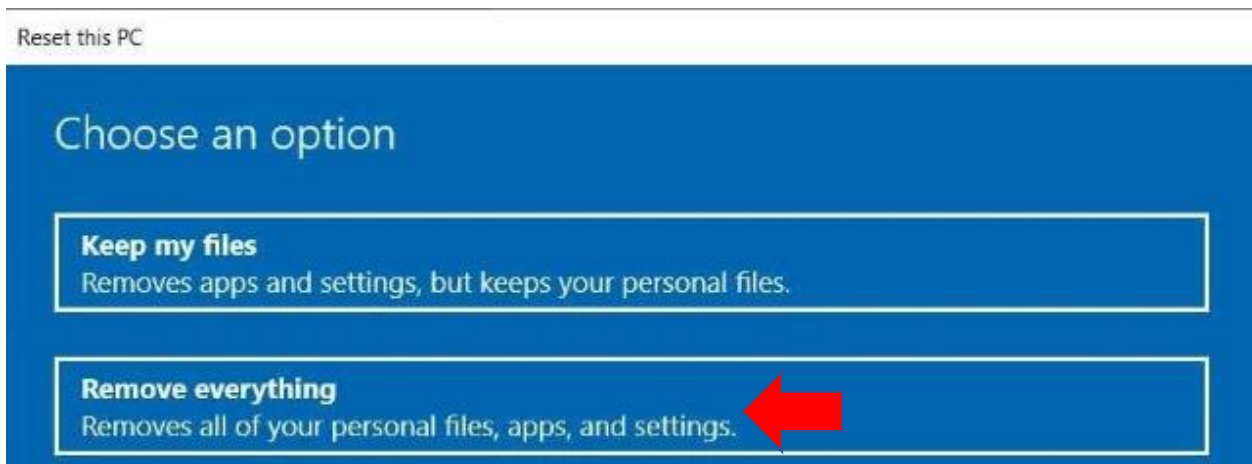 Reset this PC
Choose an option
Keep my files
Removes apps and settings, but keeps your personal files.
Remove everything
Removes all of your personal files, apps, and settings.